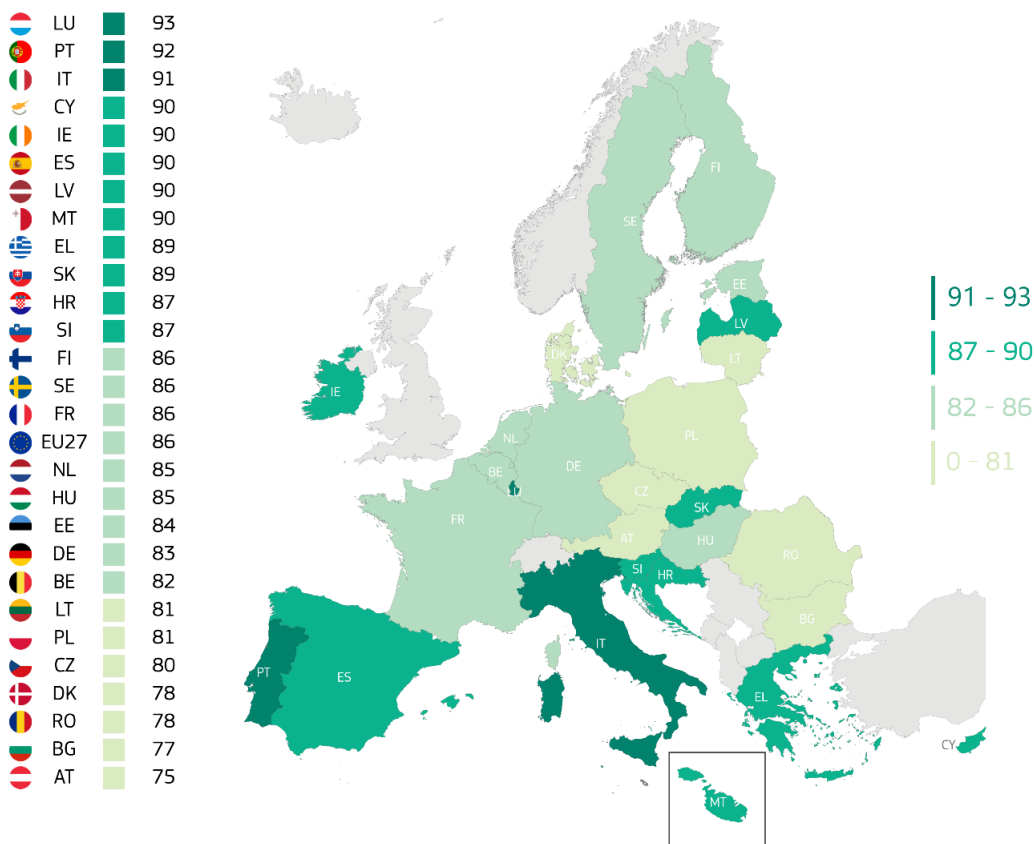 LU 93
PT 92
IT 91
CY 90
IE 90
ES 90
LV 90
MT 90
EL 89
SK 89
HR 87
SI 87
FI 86
SE 86
FR 86
EU27 86
NL 85
HU 85
EE 84
DE 83
BE 82
LT 81
PL 81
CZ 80
DK 78
RO 78
BG 77
AT 75
FI
SE
EE
LV
LT
DK
IE
NL
PL
BE
DE
LU
CZ
SK
FR
AT
HU
RO
SI
HR
BG
IT
PT
ES
EL
CY
MT
91 - 93
87 - 90
82 - 86
0 - 81